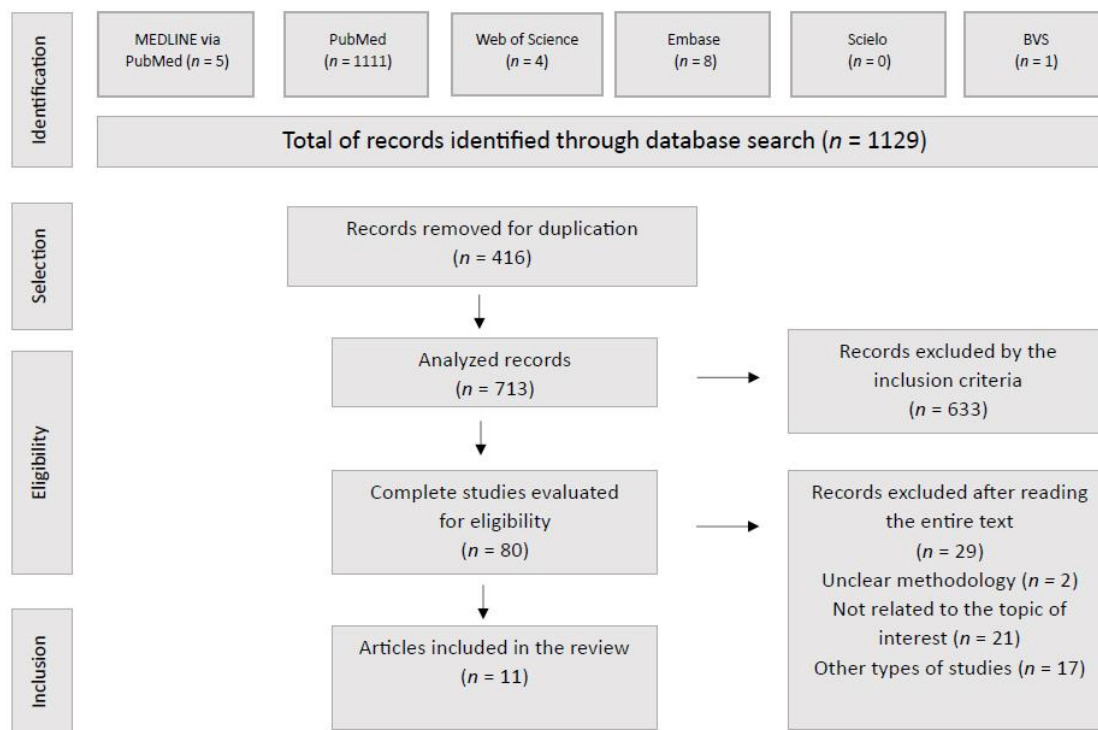 Identification
MEDLINE via
PubMed (n = 5)
PubMed
(n = 1111)
Web of Science
(n = 4)
Embase
(n = 8)
Scielo
(n = 0)
BVS
(n = 1)
Total of records identified through database search (n = 1129)
Selection
Records removed for duplication
(n = 416)
Eligibility
Analyzed records
(n = 713)
Records excluded by the
inclusion criteria
(n = 633)
Complete studies evaluated
for eligibility
(n = 80)
Records excluded after reading
the entire text
(n = 29)
Unclear methodology (n = 2)
Not related to the topic of
interest (n = 21)
Other types of studies (n = 17)
Inclusion
Articles included in the review
(n = 11)